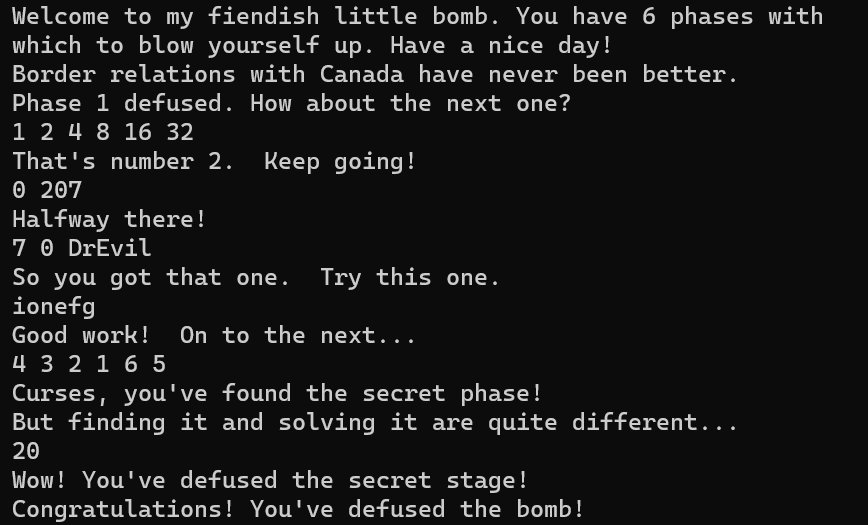 Welcome to my fiendish little bomb. You have 6 phases with
which to blow yourself up. Have a nice day!
Border relations with Canada have never been better.
Phase 1 defused. How about the next one?
1 2 4 8 16 32
That's number 2.  Keep going!
0 207
Halfway there!
7 0 DrEvil
So you got that one.  Try this one.
ionefg
Good work!  On to the next...
4 3 2 1 6 5
Curses, you've found the secret phase!
But finding it and solving it are quite different...
20
Wow! You've defused the secret stage!
Congratulations! You've defused the bomb!